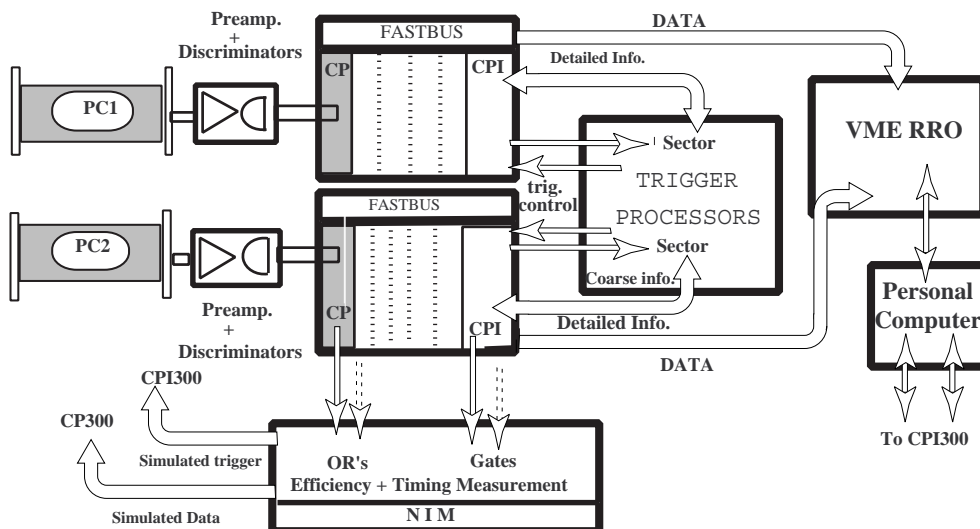 Preamp.
+
Discriminators
FASTBUS
DATA
CP
CPI
Detailed Info.
PC1
VME RRO
Sector
TRIGGER
PROCESSORS
Sector
trig.
control
FASTBUS
PC2
Coarse info.
CP
CPI
Detailed Info.
Preamp.
+
Discriminators
DATA
Personal
Computer
CPI300
CP300
To CPI300
Simulated trigger
OR's
Gates
Efficiency + Timing Measurement
Simulated Data
N I M